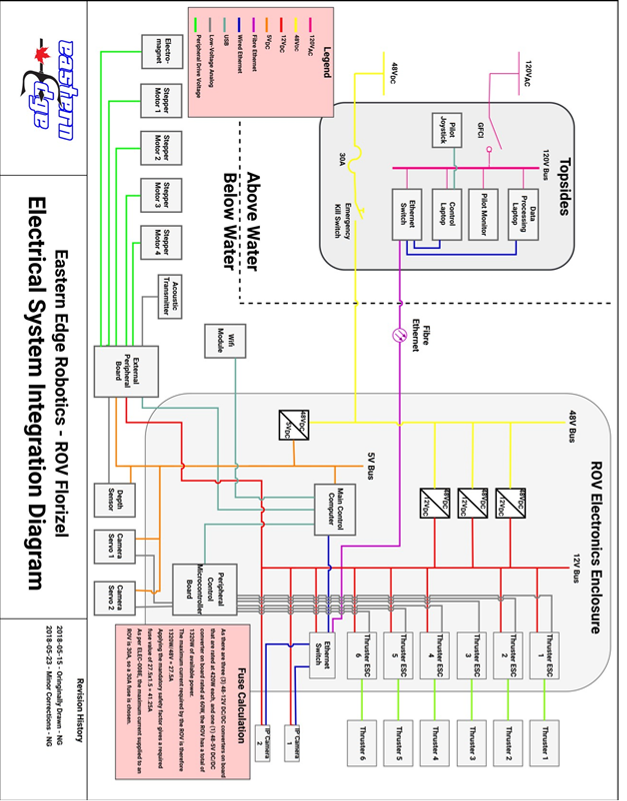 Topsides
120VAC
48VDC
GFCI
120V Bus
30A
Emergency
Kill Switch
Pilot
Joystick
Ethernet
Switch
Control
Laptop
Pilot Monitor
Data
Processing
Laptop
Above Water
Below Water
Fibre
Ethernet
Legend
120VAC
48VDC
12VDC
5VDC
Fibre Ethernet
Wired Ethernet
USB
Low-Voltage Analog
Peripheral Drive Voltage
Electro-
magnet
Stepper
Motor 1
Stepper
Motor 2
Stepper
Motor 3
Stepper
Motor 4
Acoustic
Transmitter
Wifi
Module
External
Peripheral
Board
ROV Electronics Enclosure
48V Bus
48VDC
5VDC
48VDC
12VDC
48VDC
12VDC
48VDC
12VDC
5V Bus
12V Bus
Main Control
Computer
Depth
Sensor
Camera
Servo 1
Camera
Servo 2
Peripheral
Control
Microcontroller
Board
Ethernet
Switch
Thruster ESC
6
Thruster ESC
5
Thruster ESC
4
Thruster ESC
3
Thruster ESC
2
Thruster ESC
1
IP Camera
2
IP Camera
1
Thruster 6
Thruster 5
Thruster 4
Thruster 3
Thruster 2
Thruster 1
Fuse Calculation
As there are three (3) 48-12V DC/DC converters on board
that are rated at 420W each, and one (1) 48-5V DC/DC
converter on board rated at 60W, the ROV has a total of
1320W of available power.
The maximum current required by the ROV is therefore
1320W/48V = 27.5A
Applying the mandatory safety factor gives a required
fuse value of 27.5x1.5 = 41.25A
As per ELEC-008E, the maximum current supplied to an
ROV is 30A, so a 30A fuse is chosen.
eastern
edge
Eastern Edge Robotics - ROV Florizel
Electrical System Integration Diagram
Revision History
2018-05-15 - Originally Drawn - NG
2018-05-23 - Minor Corrections - NG